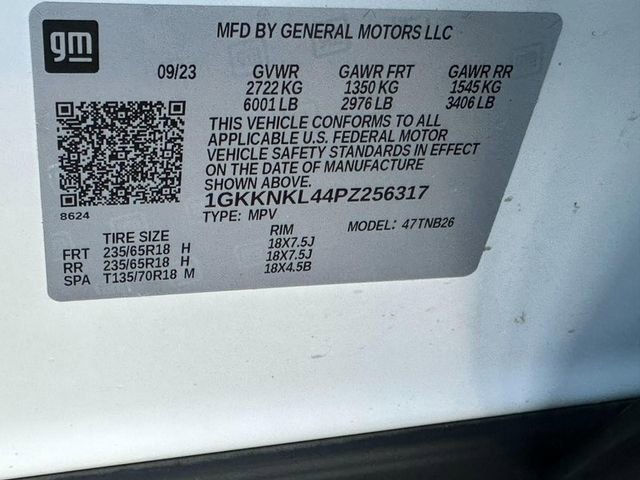 gm
MFD BY GENERAL MOTORS LLC
09/23 GVWR GAWR FRT GAWR RR
2722 KG 1350 KG 1545 KG
6001 LB 2976 LB 3406 LB
THIS VEHICLE CONFORMS TO ALL
APPLICABLE U.S. FEDERAL MOTOR
VEHICLE SAFETY STANDARDS IN EFFECT
ON THE DATE OF MANUFACTURE
SHOWN ABOVE.
1GKKNKL44PZ256317
8624
TYPE: MPV MODEL: 47TNB26
TIRE SIZE RIM
FRT 235/65R18 H 18X7.5J
RR 235/65R18 H 18X7.5J
SPA T135/70R18 M 18X4.5B